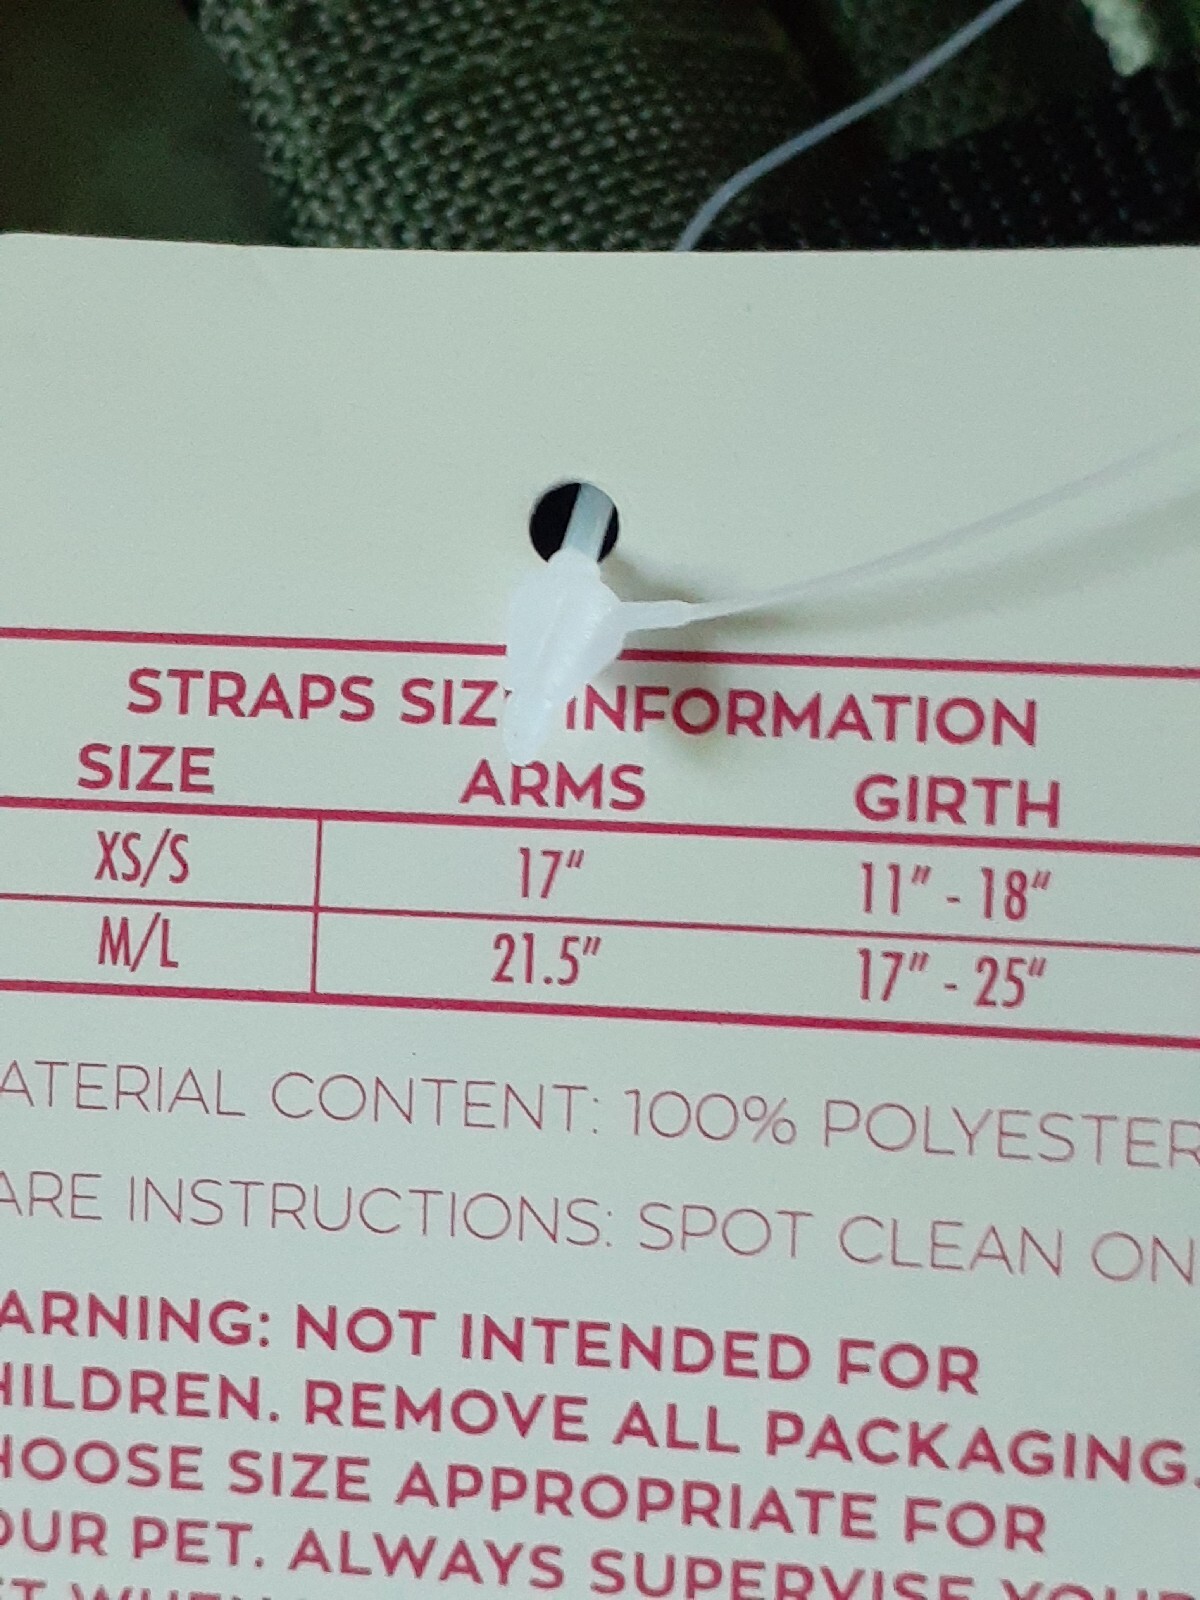 STRAPS SIZ INFORMATION
SIZE ARMS GIRTH
XS/S 17" 11" - 18"
M/L 21.5" 17" - 25"
ATERIAL CONTENT: 100% POLYESTER
ARE INSTRUCTIONS: SPOT CLEAN ON
ARNING: NOT INTENDED FOR
HILDREN. REMOVE ALL PACKAGING.
HOOSE SIZE APPROPRIATE FOR
OUR PET. ALWAYS SUPERVISE YOUR